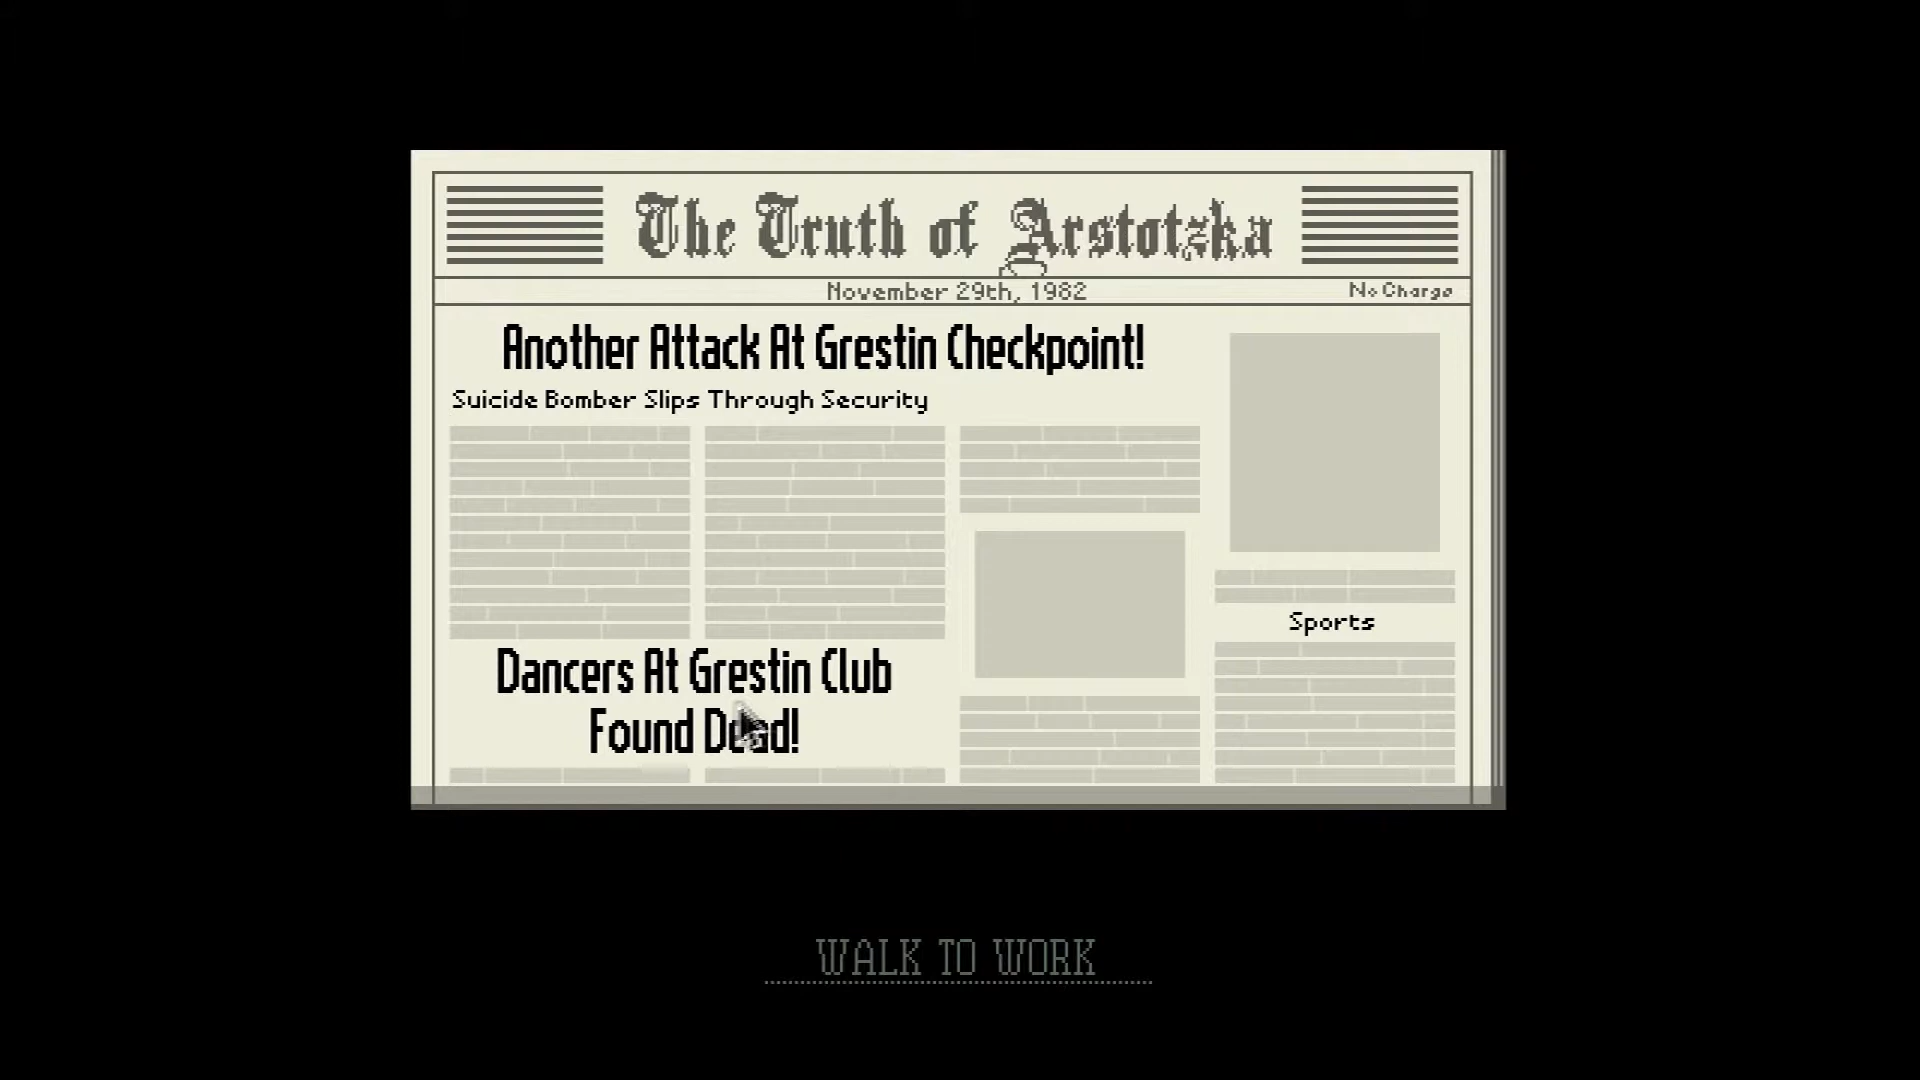 The Truth of Arstotzka
November 29th, 1982
No Charge
Another Attack At Grestin Checkpoint!
Suicide Bomber Slips Through Security
Dancers At Grestin Club
Found Dead!
Sports
WALK TO WORK